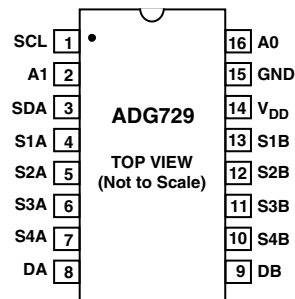 SCL 1 16 A0
A1 2 15 GND
SDA 3 ADG729 14 VDD
S1A 4 13 S1B
S2A 5 TOP VIEW 12 S2B
S3A 6 (Not to Scale) 11 S3B
S4A 7 10 S4B
DA 8 9 DB